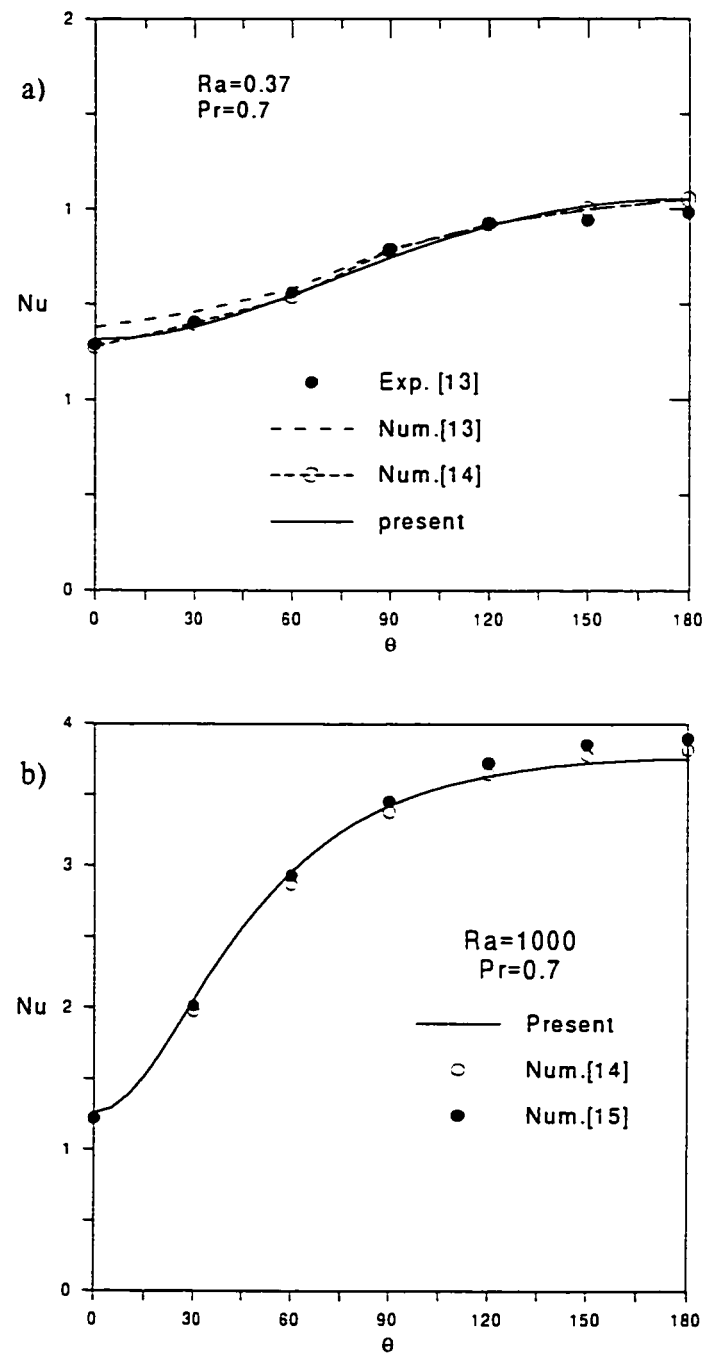 a)
Ra=0.37
Pr=0.7
Nu
2
1
1
0
Exp. [13]
Num.[13]
Num.[14]
present
0 30 60 90 120 150 180
θ
b)
Nu
4
3
2
1
0
Ra=1000
Pr=0.7
Present
Num.[14]
Num.[15]
0 30 60 90 120 150 180
θ